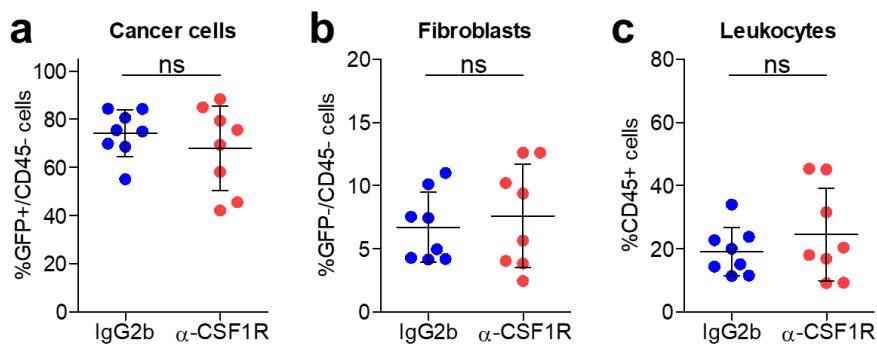 a
Cancer cells
ns
%GFP+/CD45- cells
100
80
60
40
20
0
IgG2b
α-CSF1R
b
Fibroblasts
ns
%GFP-/CD45- cells
20
15
10
5
0
IgG2b
α-CSF1R
c
Leukocytes
ns
%CD45+ cells
80
60
40
20
0
IgG2b
α-CSF1R